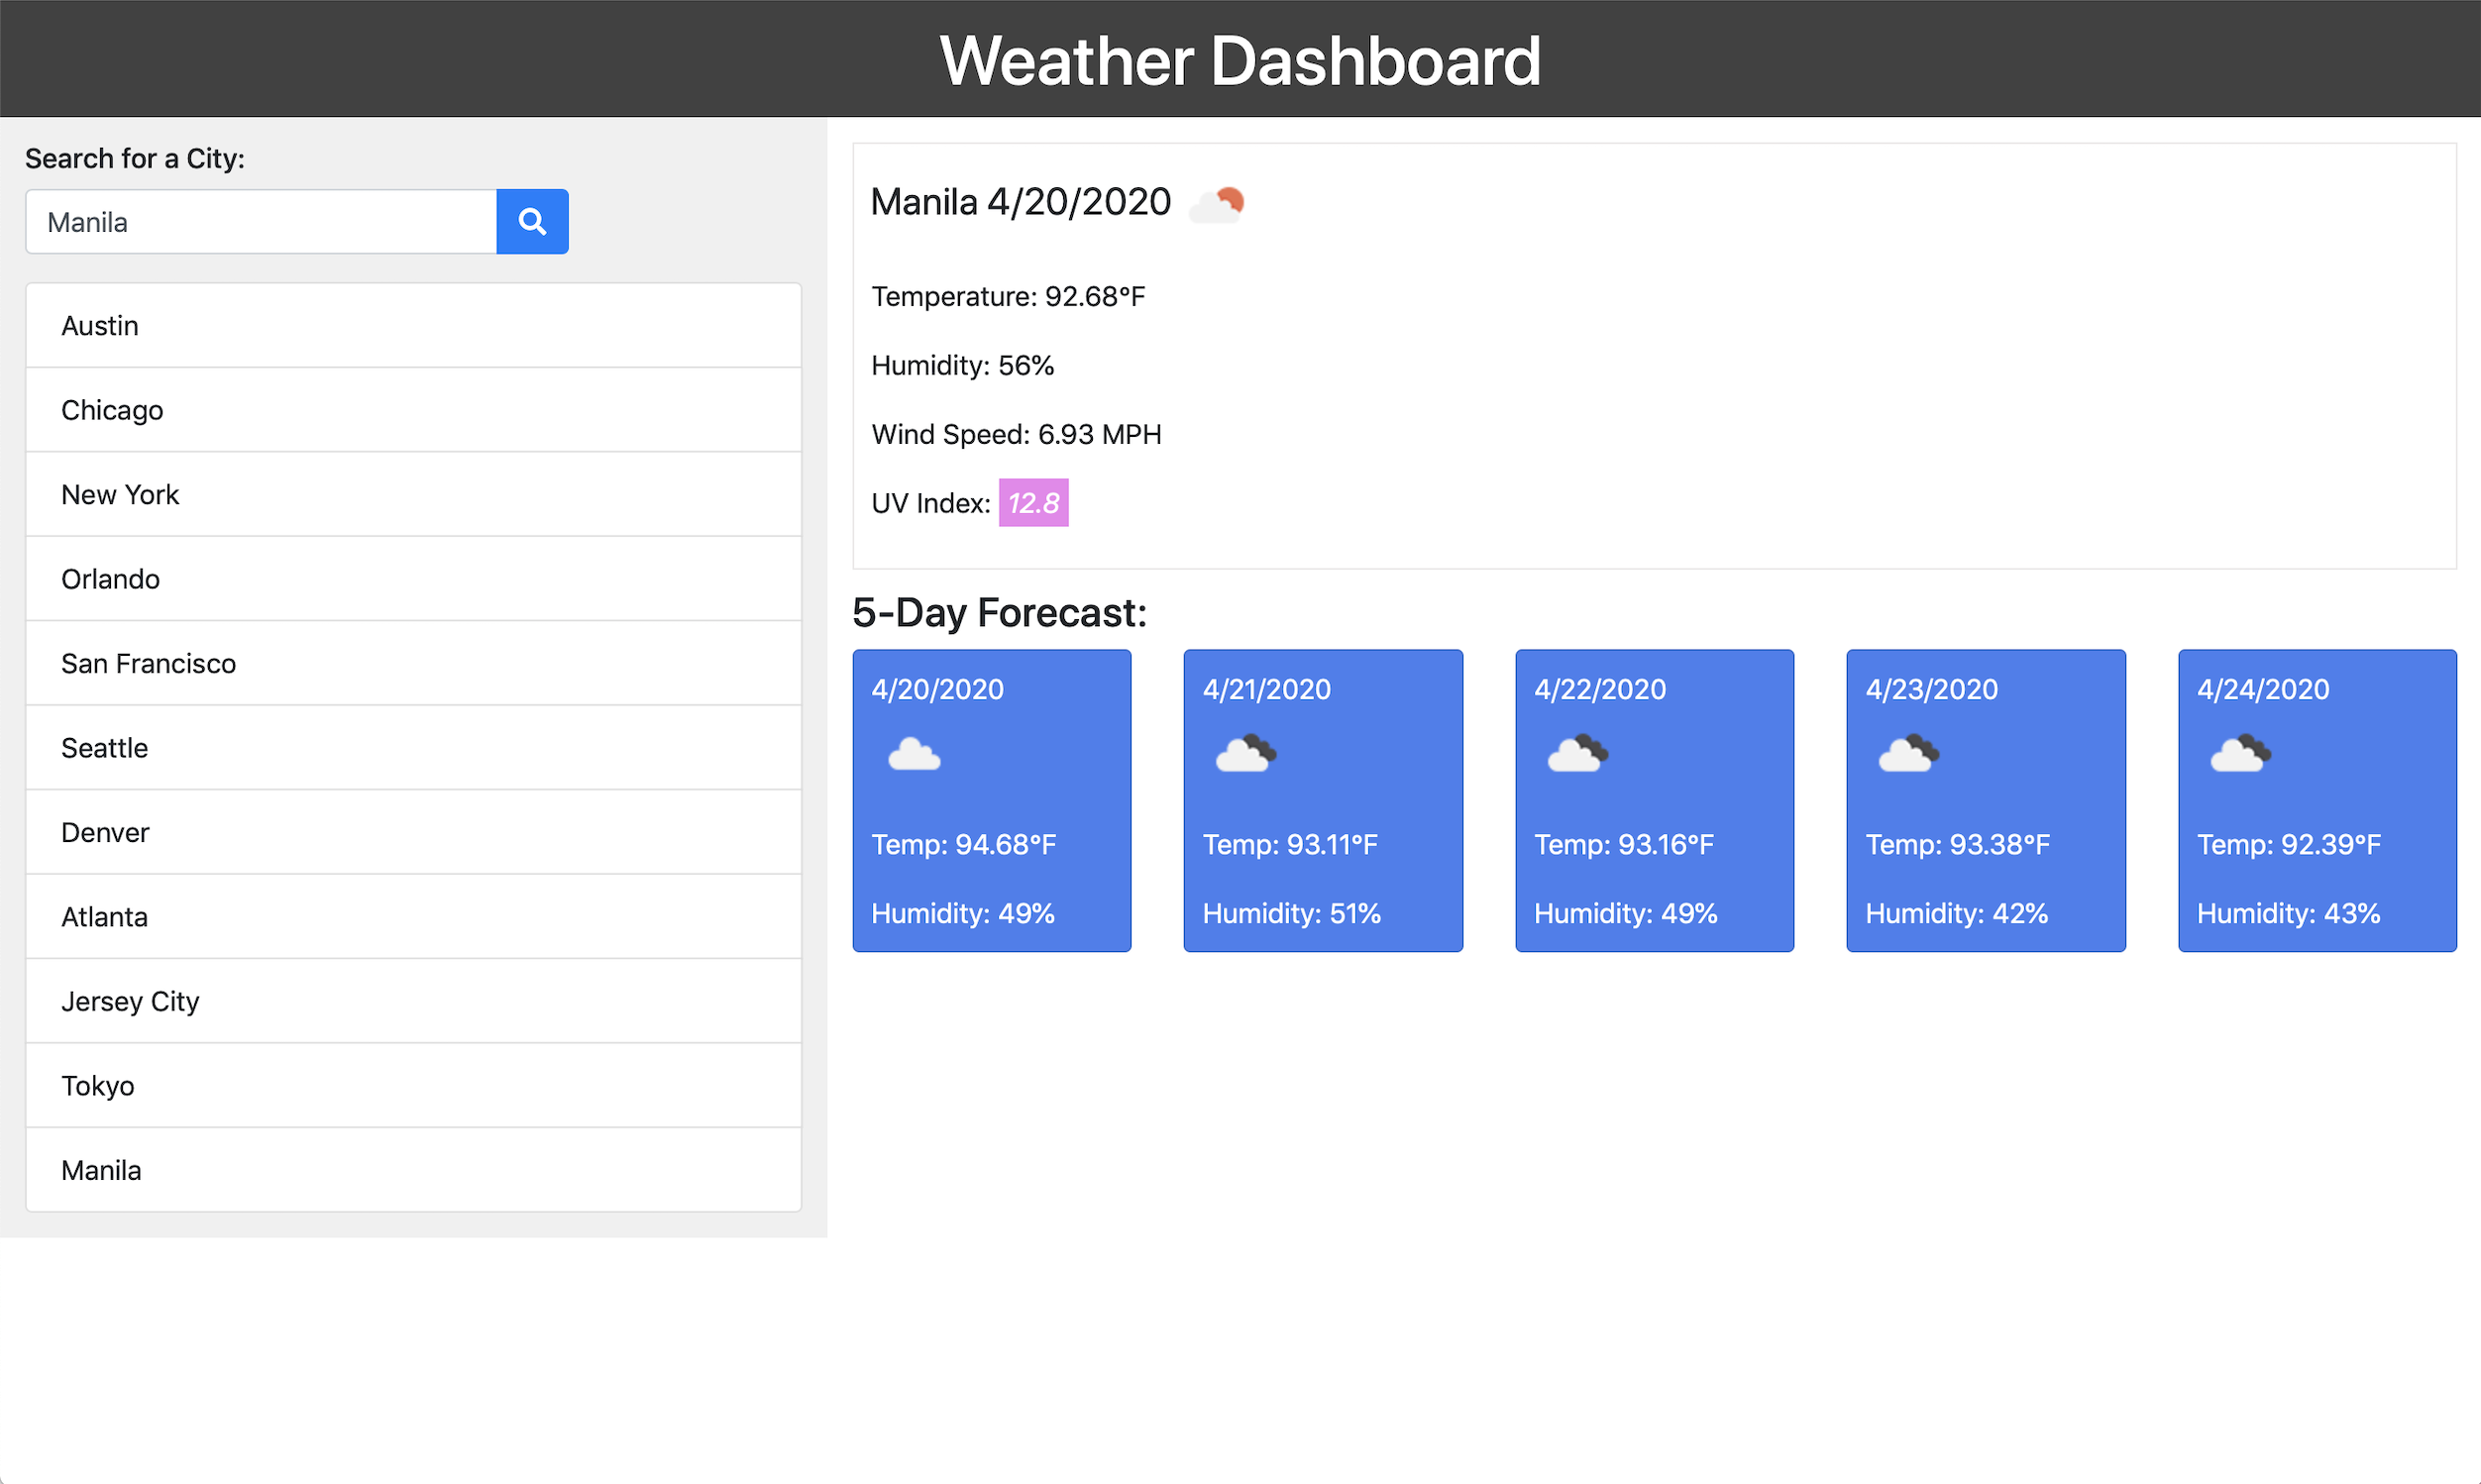 Weather Dashboard
Search for a City:
Manila
Austin
Chicago
New York
Orlando
San Francisco
Seattle
Denver
Atlanta
Jersey City
Tokyo
Manila
Manila 4/20/2020
Temperature: 92.68°F
Humidity: 56%
Wind Speed: 6.93 MPH
UV Index: 12.8
5-Day Forecast:
4/20/2020
Temp: 94.68°F
Humidity: 49%
4/21/2020
Temp: 93.11°F
Humidity: 51%
4/22/2020
Temp: 93.16°F
Humidity: 49%
4/23/2020
Temp: 93.38°F
Humidity: 42%
4/24/2020
Temp: 92.39°F
Humidity: 43%